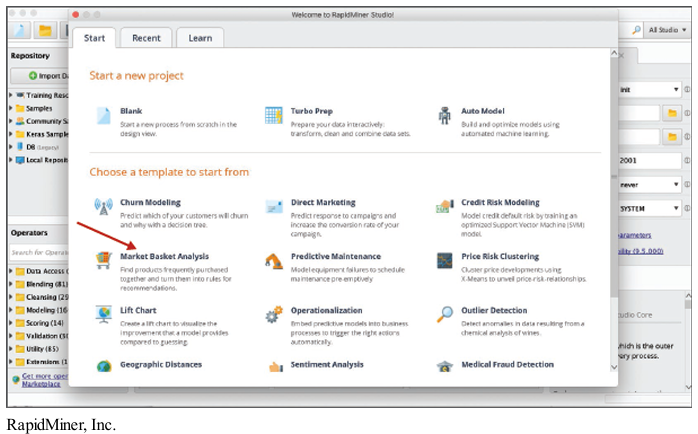 Welcome to RapidMiner Studio!
Start
Recent
Learn
All Studio
Repository
Import Da
Training Reso
Samples
Community Sa
Keras Sample
DB (Legacy)
Local Reposit
Operators
Search for Operato
Data Access (
Blending (81)
Cleansing (29
Modeling (16
Scoring (14)
Validation (30
Utility (85)
Extensions (1
Get more oper
Marketplace
Start a new project
Blank
Start a new process from scratch in the
design view.
Turbo Prep
Prepare your data interactively:
transform, clean and combine data sets.
Auto Model
Build and optimize models using
automated machine learning.
Choose a template to start from
Churn Modeling
Predict which of your customers will churn
and why with a decision tree.
Direct Marketing
Predict response to campaigns and
increase the conversion rate of your
campaign.
Credit Risk Modeling
Model credit default risk by training an
optimized Support Vector Machine (SVM)
model.
Market Basket Analysis
Find products frequently purchased
together and turn them into rules for
recommendations.
Predictive Maintenance
Model equipment failures to schedule
maintenance pre-emptively
Price Risk Clustering
Cluster price developments using
X-Means to unveil price-risk-relationships.
Lift Chart
Create a lift chart to visualize the
improvement that a model provides
compared to guessing.
Operationalization
Embed predictive models into business
processes to trigger the right actions
automatically.
Outlier Detection
Detect anomalies in data resulting from a
chemical analysis of wines.
Geographic Distances
Sentiment Analysis
Medical Fraud Detection
init
2001
never
SYSTEM
arameters
ility (9.5.000)
udio Core
which is the outer
very process.
RapidMiner, Inc.